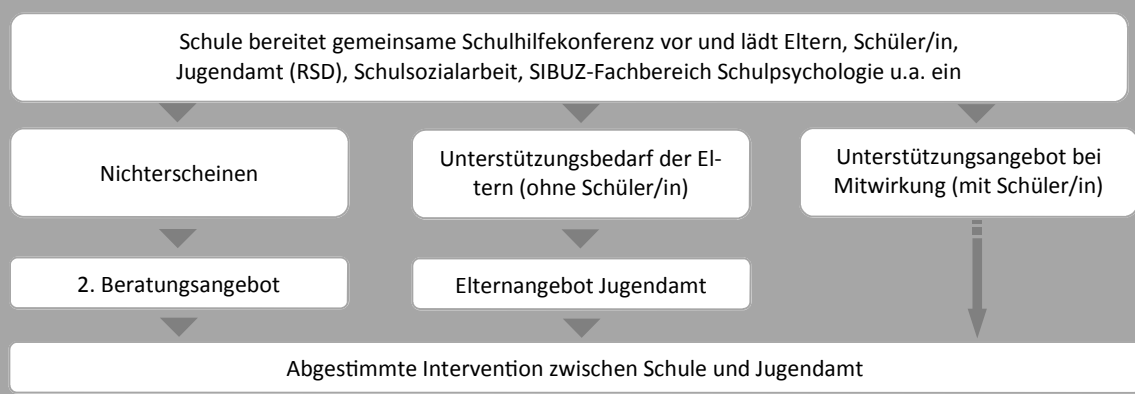 Schule bereitet gemeinsame Schulhilfekonferenz vor und lädt Eltern, Schüler/in,
Jugendamt (RSD), Schulsozialarbeit, SIBUZ-Fachbereich Schulpsychologie u.a. ein
Nichterscheinen
Unterstützungsbedarf der El-
tern (ohne Schüler/in)
Unterstützungsangebot bei
Mitwirkung (mit Schüler/in)
2. Beratungsangebot
Elternangebot Jugendamt
Abgestimmte Intervention zwischen Schule und Jugendamt